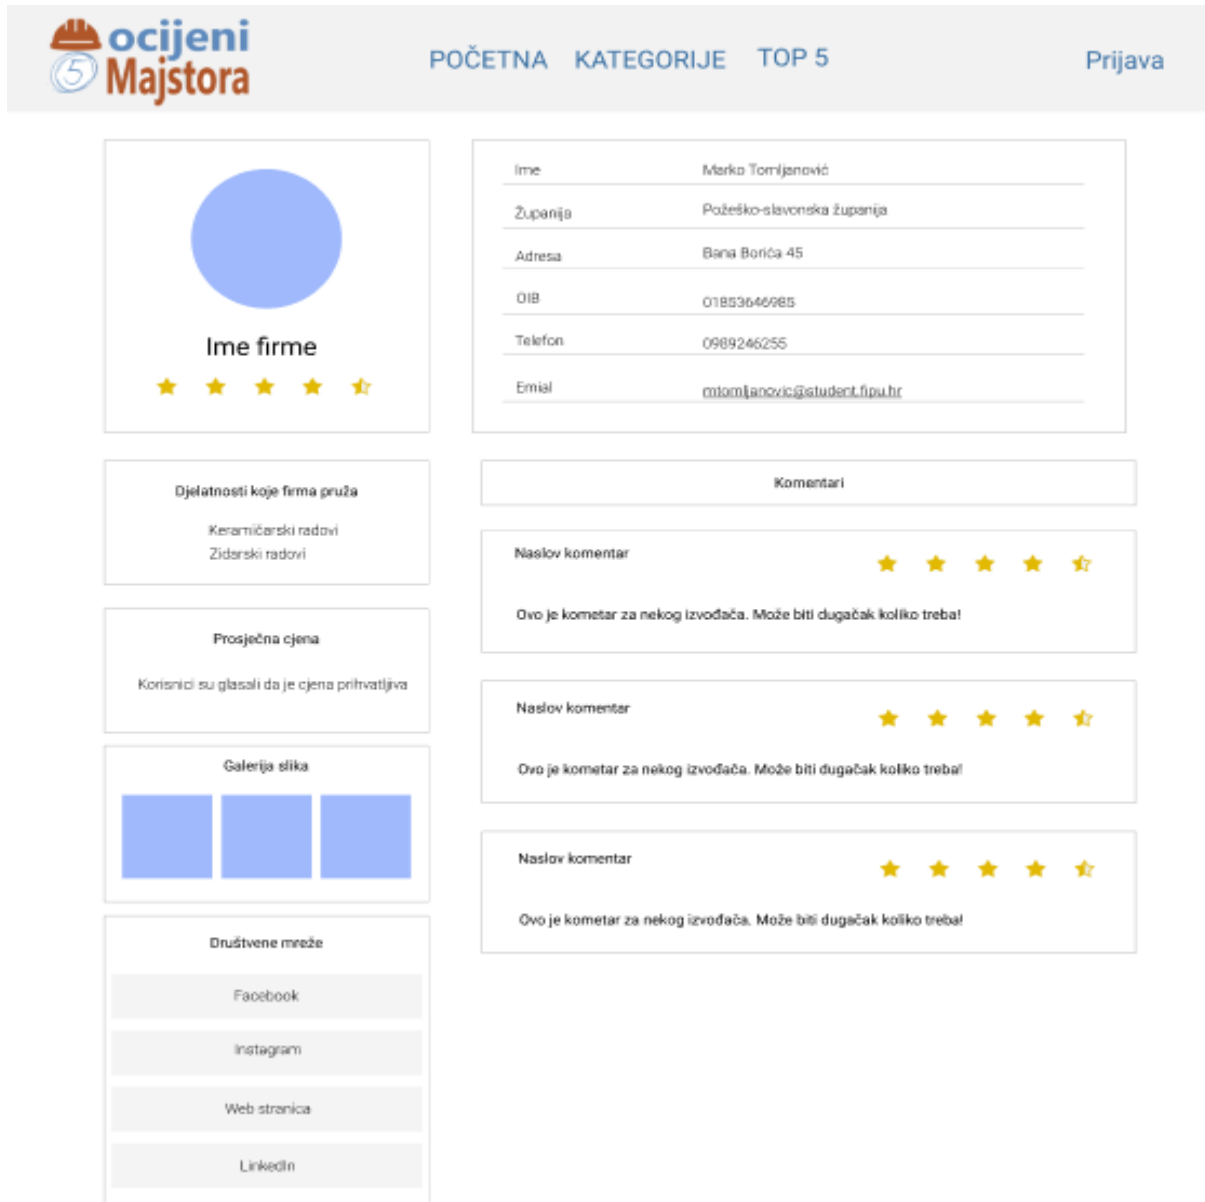 ocijeni
5 Majstora
POČETNA KATEGORIJE TOP 5 Prijava
Ime firme
Ime Marko Tomljanović
Županija Požeško-slavonska županija
Adresa Bana Borića 45
OIB 01853646985
Telefon 0989246255
Emial mtomljanovic@student.fipu.hr
Djelatnosti koje firma pruža
Keramičarski radovi
Zidarski radovi
Prosječna cjena
Korisnici su glasali da je cjena prihvatljiva
Galerija slika
Društvene mreže
Facebook
Instagram
Web stranica
LinkedIn
Komentari
Naslov komentar
Ovo je kometar za nekog izvođača. Može biti dugačak koliko treba!
Naslov komentar
Ovo je kometar za nekog izvođača. Može biti dugačak koliko treba!
Naslov komentar
Ovo je kometar za nekog izvođača. Može biti dugačak koliko treba!